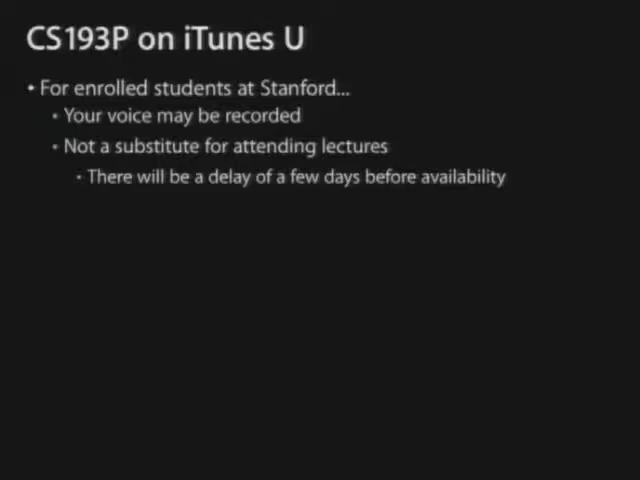 CS193P on iTunes U
• For enrolled students at Stanford...
• Your voice may be recorded
• Not a substitute for attending lectures
• There will be a delay of a few days before availability